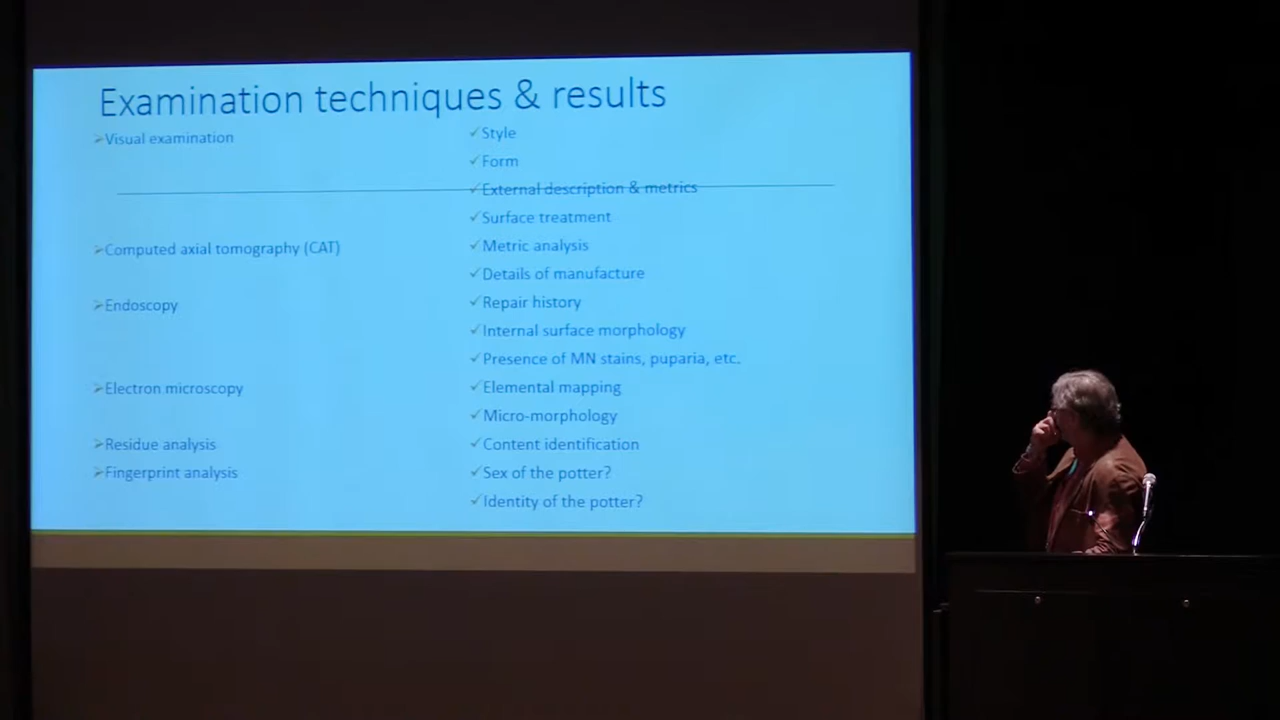 Examination techniques & results
Visual examination
Computed axial tomography (CAT)
Endoscopy
Electron microscopy
Residue analysis
Fingerprint analysis
Style
Form
External description & metrics
Surface treatment
Metric analysis
Details of manufacture
Repair history
Internal surface morphology
Presence of MN stains, puparia, etc.
Elemental mapping
Micro-morphology
Content identification
Sex of the potter?
Identity of the potter?